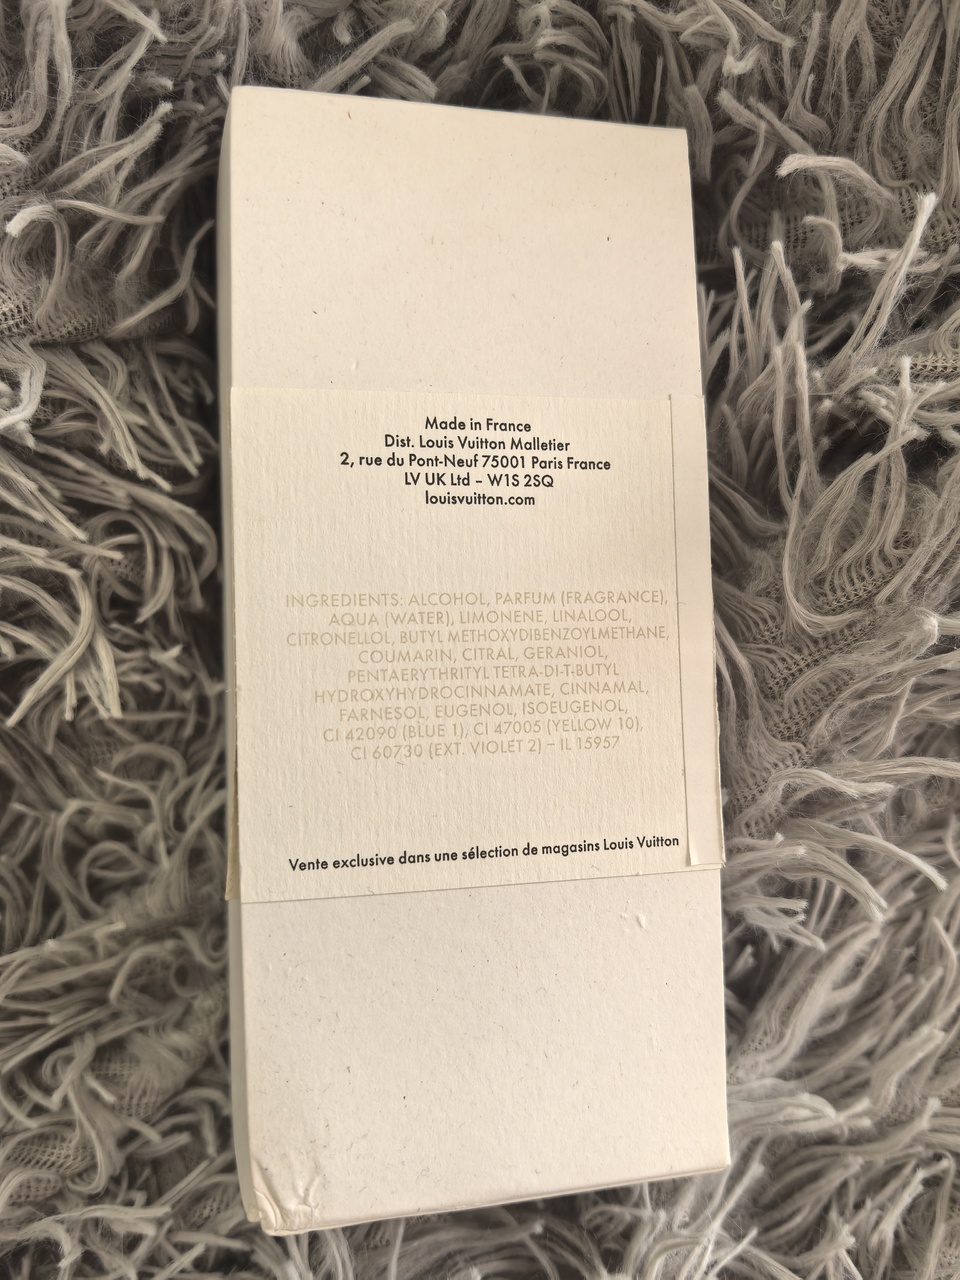 Made in France
Dist. Louis Vuitton Malletier
2, rue du Pont-Neuf 75001 Paris France
LV UK Ltd – W1S 2SQ
louisvuitton.com
INGREDIENTS: ALCOHOL, PARFUM (FRAGRANCE),
AQUA (WATER), LIMONENE, LINALOOL,
CITRONELLOL, BUTYL METHOXYDIBENZOYLMETHANE,
COUMARIN, CITRAL, GERANIOL,
PENTAERYTHRITYL TETRA-DI-T-BUTYL
HYDROXYHYDROCINNAMATE, CINNAMAL,
FARNESOL, EUGENOL, ISOEUGENOL,
CI 42090 (BLUE 1), CI 47005 (YELLOW 10),
CI 60730 (EXT. VIOLET 2) – IL 15957
Vente exclusive dans une sélection de magasins Louis Vuitton